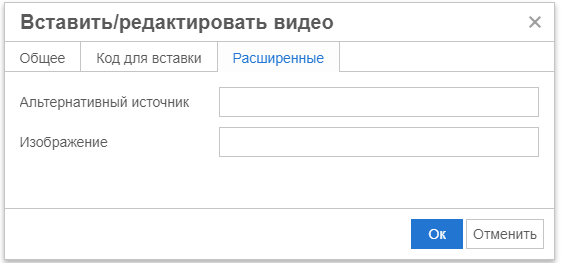 Вставить/редактировать видео
Общее Код для вставки Расширенные
Альтернативный источник
Изображение
Ок Отменить